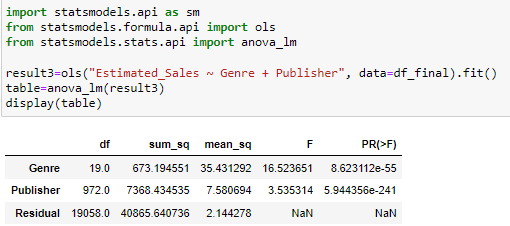 import statsmodels.api as sm
from statsmodels.formula.api import ols
from statsmodels.stats.api import anova_lm
result3=ols("Estimated_Sales ~ Genre + Publisher", data=df_final).fit()
table=anova_lm(result3)
display(table)
df sum_sq mean_sq F PR(>F)
Genre 19.0 673.194551 35.431292 16.523651 8.623112e-55
Publisher 972.0 7368.434535 7.580694 3.535314 5.944356e-241
Residual 19058.0 40865.640736 2.144278 NaN NaN